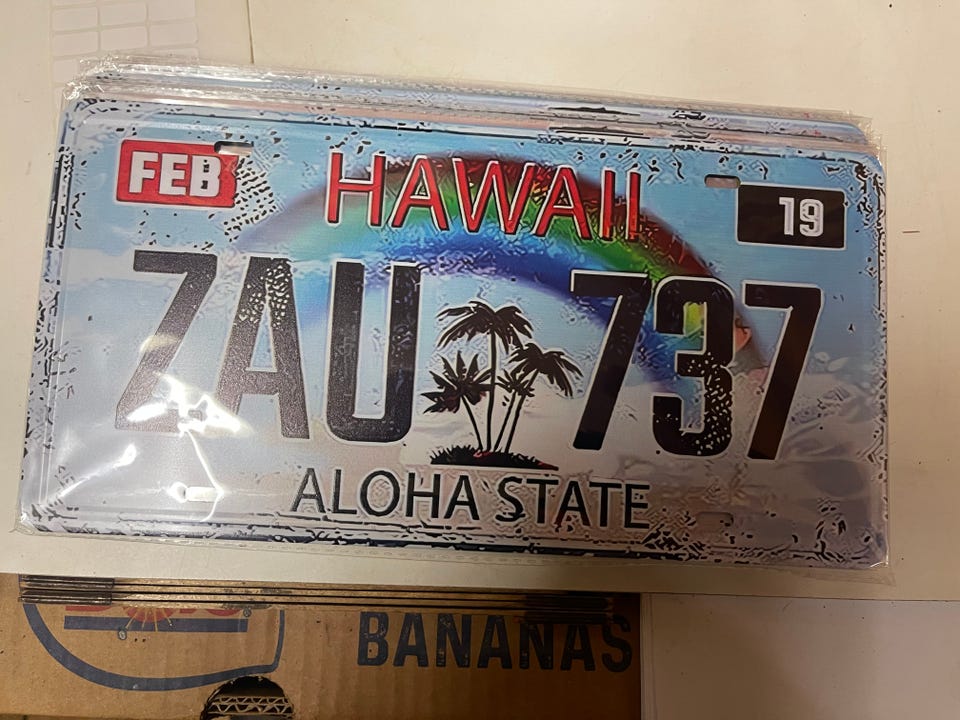 FEB HAWAII 19
ZAU 737
ALOHA STATE
BANANAS